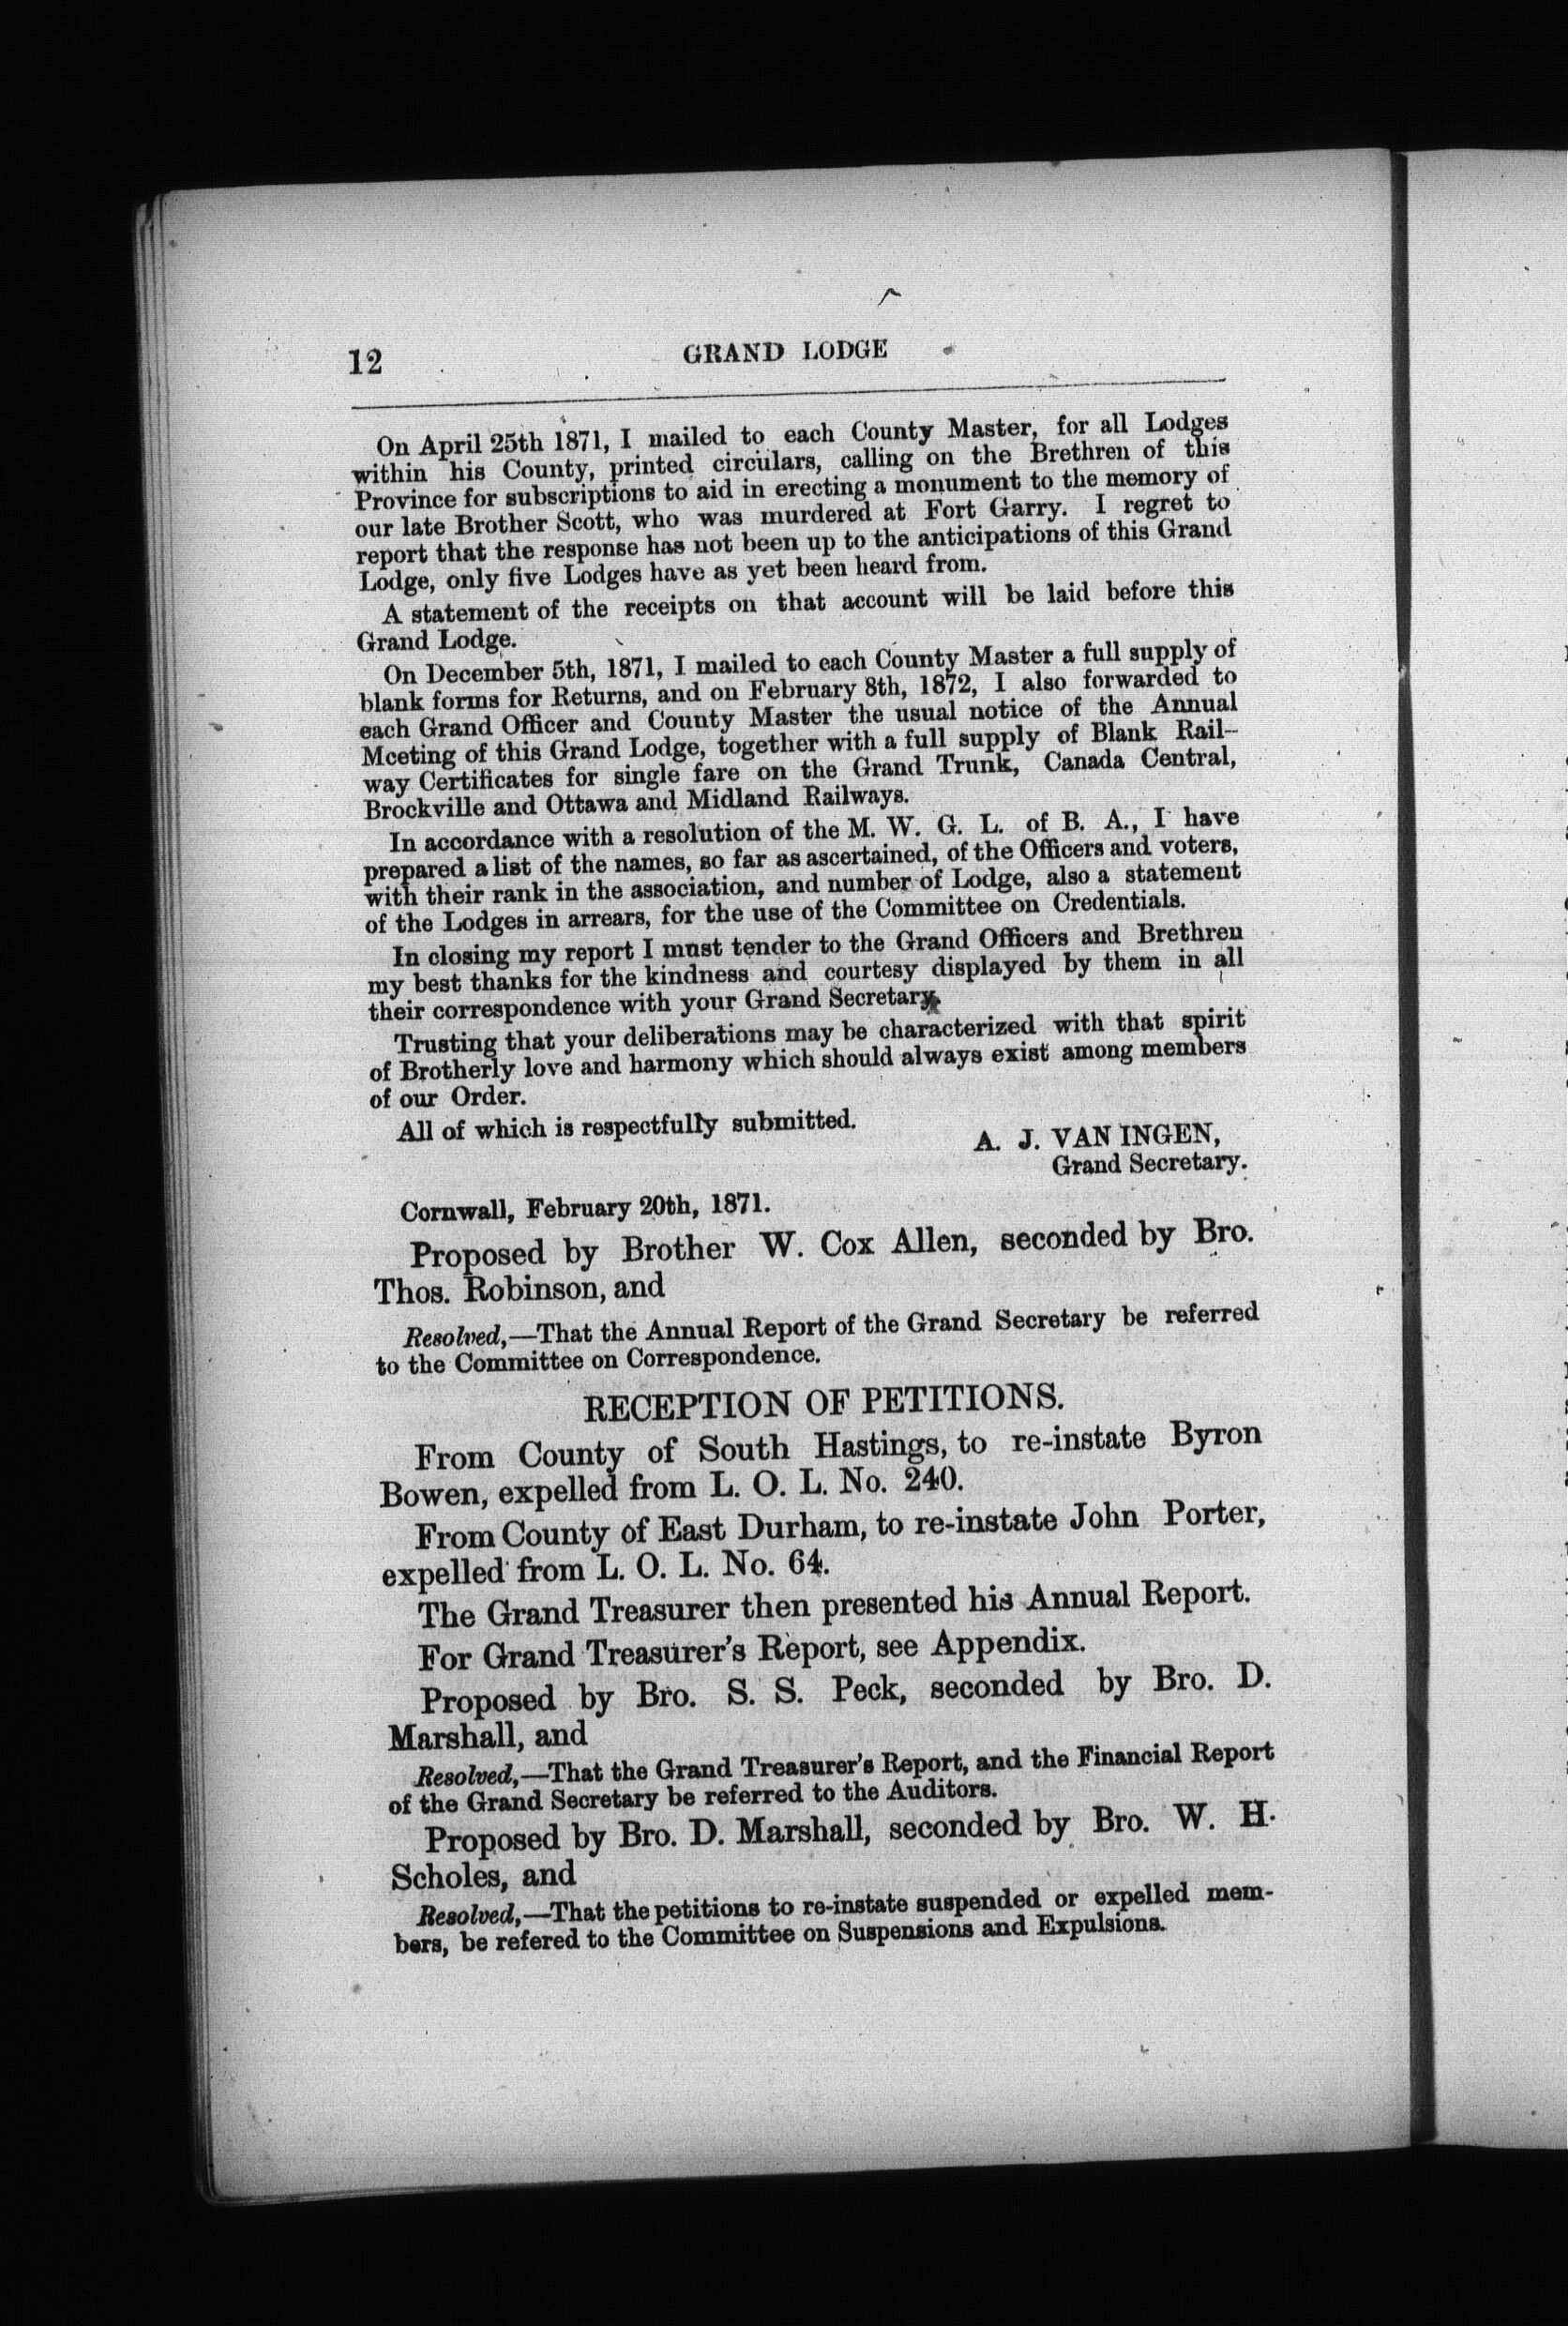 12 GRAND LODGE
On April 25th 1871, I mailed to each County Master, for all Lodges
within his County, printed circulars, calling on the Brethren of this
Province for subscriptions to aid in erecting a monument to the memory of
our late Brother Scott, who was murdered at Fort Garry. I regret to
report that the response has not been up to the anticipations of this Grand
Lodge, only five Lodges have as yet been heard from.
A statement of the receipts on that account will be laid before this
Grand Lodge.
On December 5th, 1871, I mailed to each County Master a full supply of
blank forms for Returns, and on February 8th, 1872, I also forwarded to
each Grand Officer and County Master the usual notice of the Annual
Meeting of this Grand Lodge, together with a full supply of Blank Rail-
way Certificates for single fare on the Grand Trunk, Canada Central,
Brockville and Ottawa and Midland Railways.
In accordance with a resolution of the M. W. G. L. of B. A., I have
prepared a list of the names, so far as ascertained, of the Officers and voters,
with their rank in the association, and number of Lodge, also a statement
of the Lodges in arrears, for the use of the Committee on Credentials.
In closing my report I must tender to the Grand Officers and Brethren
my best thanks for the kindness and courtesy displayed by them in all
their correspondence with your Grand Secretary.
Trusting that your deliberations may be characterized with that spirit
of Brotherly love and harmony which should always exist among members
of our Order.
All of which is respectfully submitted.
A. J. VAN INGEN,
Grand Secretary.
Cornwall, February 20th, 1871.
Proposed by Brother W. Cox Allen, seconded by Bro.
Thos. Robinson, and
Resolved,—That the Annual Report of the Grand Secretary be referred
to the Committee on Correspondence.
RECEPTION OF PETITIONS.
From County of South Hastings, to re-instate Byron
Bowen, expelled from L. O. L. No. 240.
From County of East Durham, to re-instate John Porter,
expelled from L. O. L. No. 64.
The Grand Treasurer then presented his Annual Report.
For Grand Treasurer's Report, see Appendix.
Proposed by Bro. S. S. Peck, seconded by Bro. D.
Marshall, and
Resolved,—That the Grand Treasurer's Report, and the Financial Report
of the Grand Secretary be referred to the Auditors.
Proposed by Bro. D. Marshall, seconded by Bro. W. H.
Scholes, and
Resolved,—That the petitions to re-instate suspended or expelled mem-
bers, be refered to the Committee on Suspensions and Expulsions.